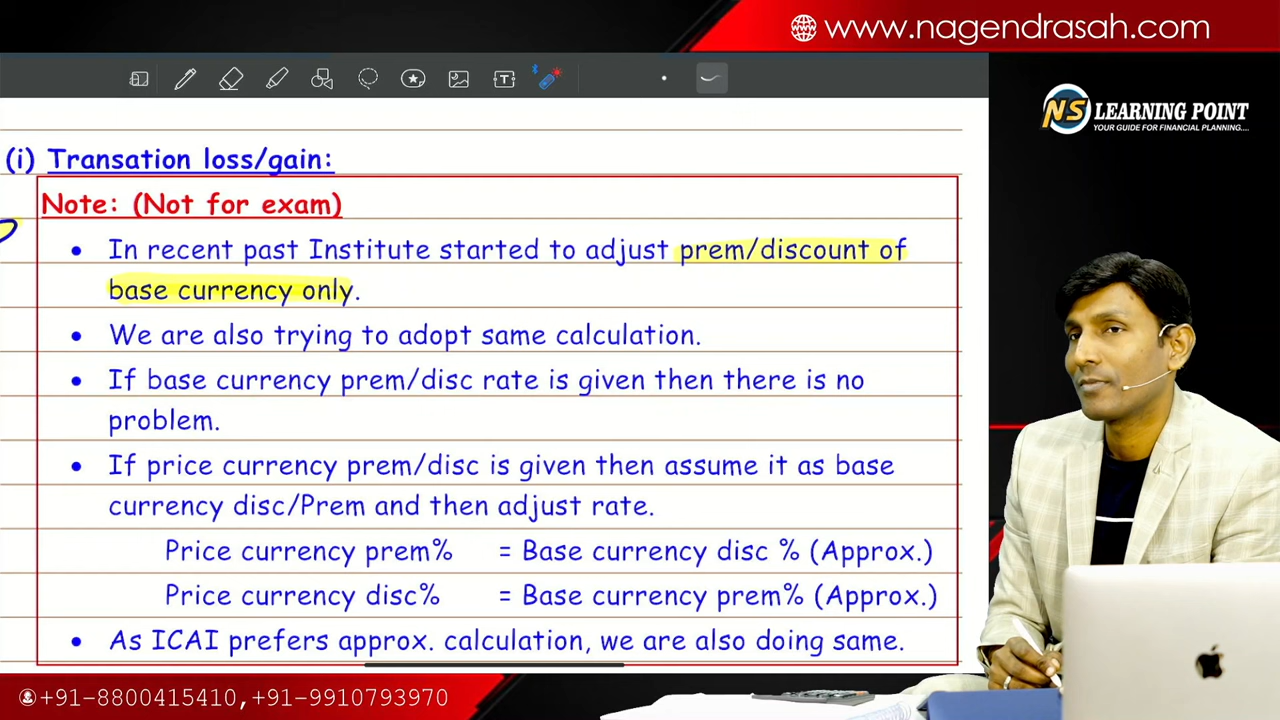 www.nagendrasah.com
NS LEARNING POINT
YOUR GUIDE FOR FINANCIAL PLANNING....
(i) Transation loss/gain:
Note: (Not for exam)
• In recent past Institute started to adjust prem/discount of
base currency only.
• We are also trying to adopt same calculation.
• If base currency prem/disc rate is given then there is no
problem.
• If price currency prem/disc is given then assume it as base
currency disc/Prem and then adjust rate.
Price currency prem% = Base currency disc % (Approx.)
Price currency disc% = Base currency prem% (Approx.)
• As ICAI prefers approx. calculation, we are also doing same.
+91-8800415410,+91-9910793970